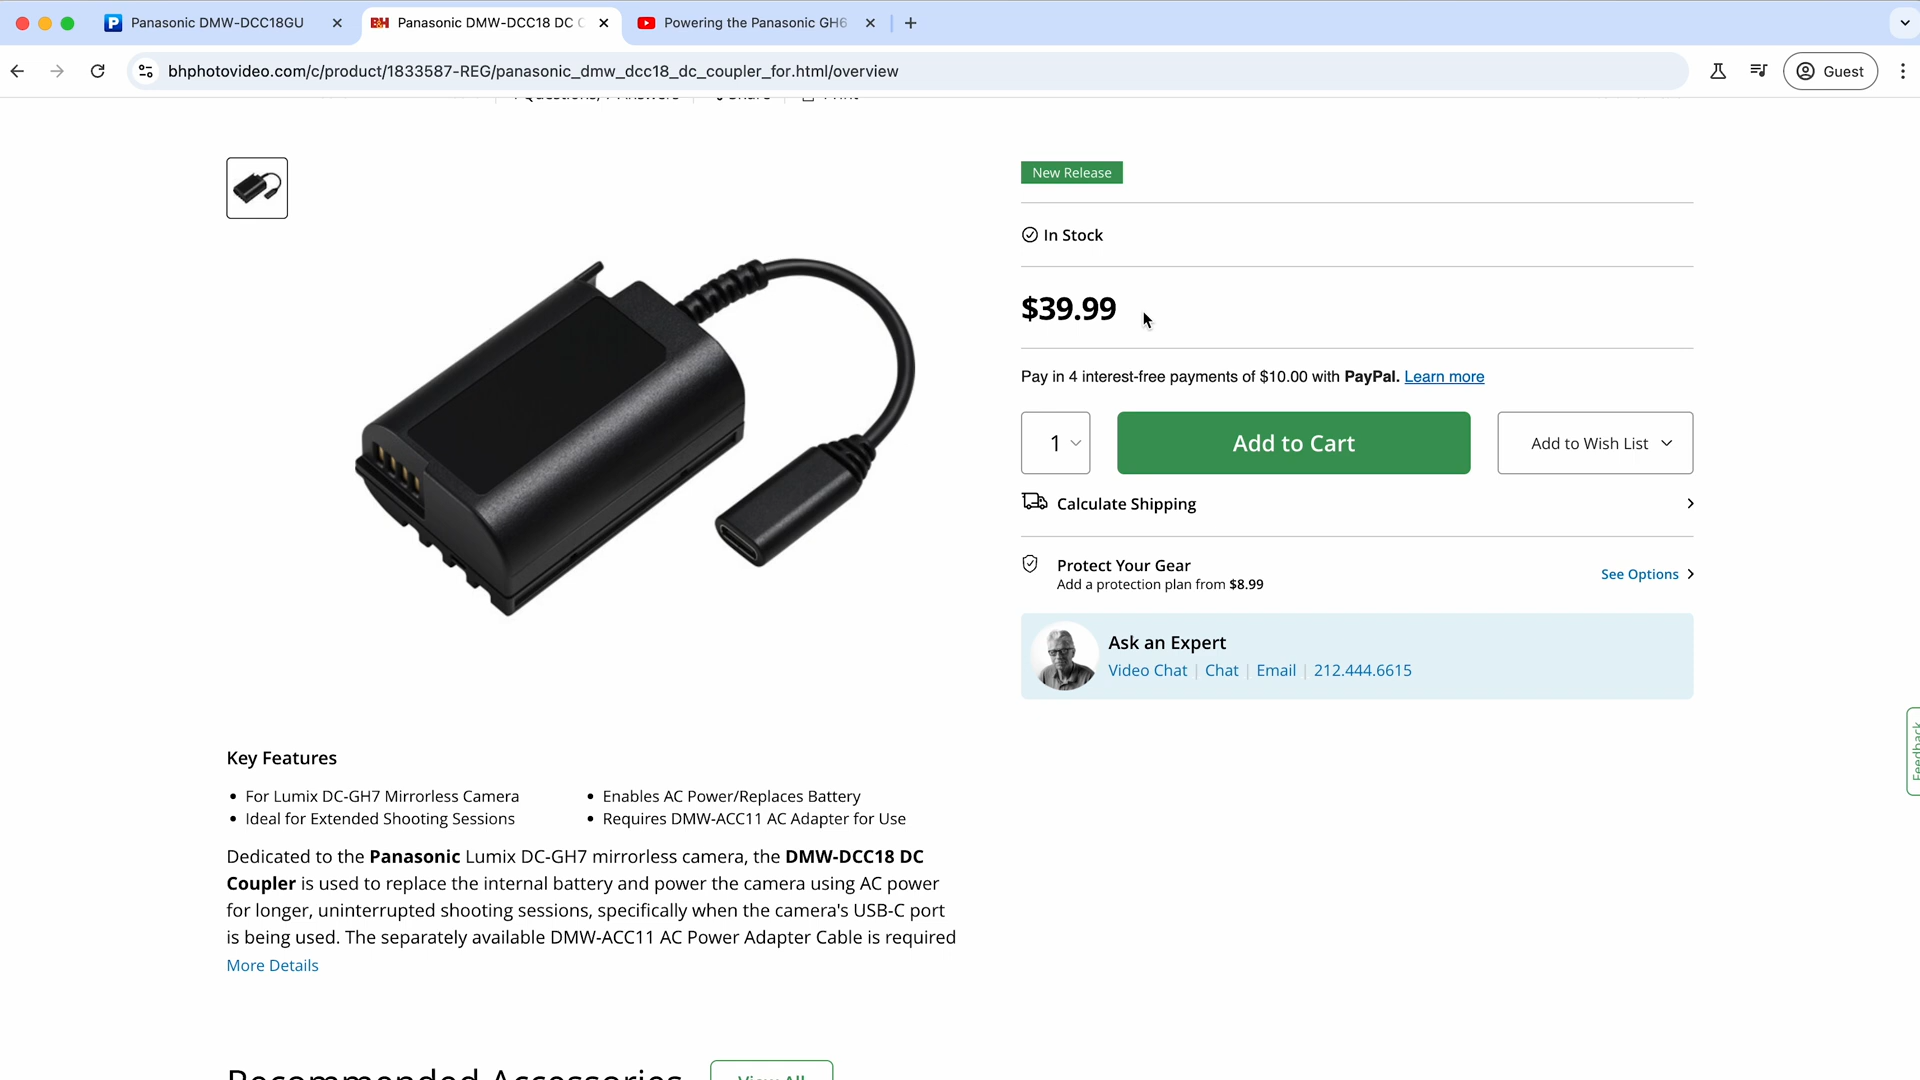 Panasonic DMW-DCC18GU
BH Panasonic DMW-DCC18 DC C
Powering the Panasonic GH6
bhphotovideo.com/c/product/1833587-REG/panasonic_dmw_dcc18_dc_coupler_for.html/overview
Guest
New Release
In Stock
$39.99
Pay in 4 interest-free payments of $10.00 with PayPal. Learn more
1
Add to Cart
Add to Wish List
Calculate Shipping
Protect Your Gear
Add a protection plan from $8.99
See Options
Ask an Expert
Video Chat | Chat | Email | 212.444.6615
Feedback
Key Features
• For Lumix DC-GH7 Mirrorless Camera
• Ideal for Extended Shooting Sessions
• Enables AC Power/Replaces Battery
• Requires DMW-ACC11 AC Adapter for Use
Dedicated to the Panasonic Lumix DC-GH7 mirrorless camera, the DMW-DCC18 DC
Coupler is used to replace the internal battery and power the camera using AC power
for longer, uninterrupted shooting sessions, specifically when the camera's USB-C port
is being used. The separately available DMW-ACC11 AC Power Adapter Cable is required
More Details
Recommended Accessories
View All